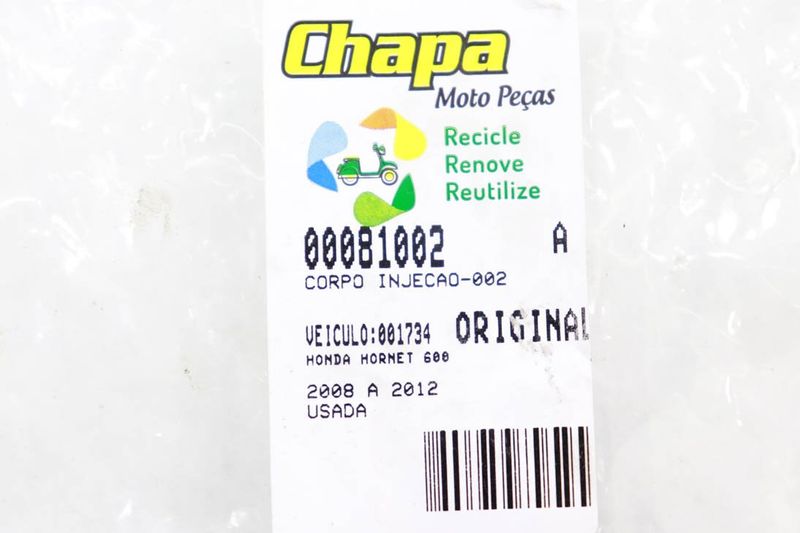 Chapa
Moto Peças
Recicle
Renove
Reutilize
00081002 A
CORPO INJECAO-002
VEICULO:001734 ORIGINAL
HONDA HORNET 600
2008 A 2012
USADA